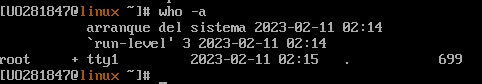 [UO281847@linux ~]# who -a
arranque del sistema 2023-02-11 02:14
`run-level' 3 2023-02-11 02:14
root + tty1 2023-02-11 02:15 . 699
[UO281847@linux ~]# _